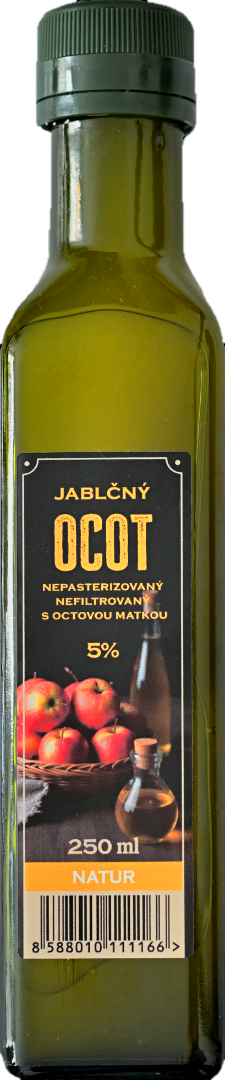 JABLČNÝ
OCOT
NEPASTERIZOVANÝ
NEFILTROVANÝ
S OCTOVOU MATKOU
5%
250 ml
NATUR
8 588010 111166 >